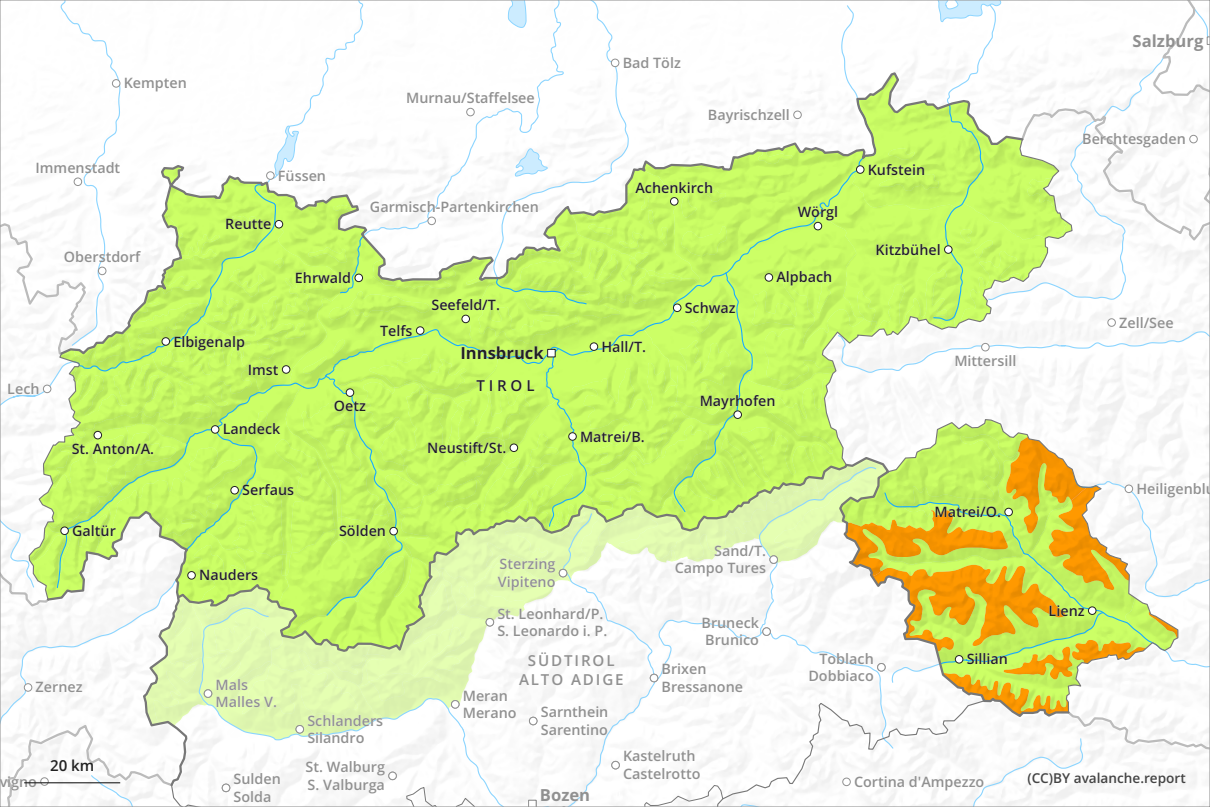 Salzburg
Bad Tölz
Kempten
Murnau/Staffelsee
Bayrischzell
Berchtesgaden
Immenstadt
Füssen
Kufstein
Achenkirch
Garmisch-Partenkirchen
Reutte
Wörgl
Oberstdorf
Kitzbühel
Ehrwald
Alpbach
Seefeld/T.
Schwaz
Zell/See
Telfs
Elbigenalp
Innsbruck
Hall/T.
Mittersill
Imst
TIROL
Lech
Oetz
Mayrhofen
Landeck
Matrei/B.
St. Anton/A.
Neustift/St.
Serfaus
Heiligenblu
Matrei/O.
Galtür
Sölden
Sand/T.
Campo Tures
Sterzing
Vipiteno
Nauders
St. Leonhard/P.
S. Leonardo i. P.
Lienz
Bruneck
Brunico
Sillian
Toblach
Dobbiaco
SÜDTIROL
ALTO ADIGE
Brixen
Bressanone
Zernez
Mals
Malles V.
Meran
Merano
Sarnthein
Sarentino
Schlanders
Silandro
Kastelruth
Castelrotto
20 km
St. Walburg
S. Valburga
vigno
Sulden
Solda
Cortina d'Ampezzo
(CC)BY avalanche.report
Bozen